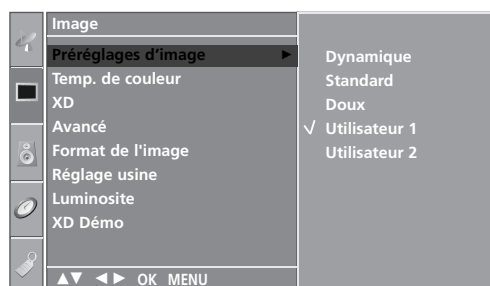 Image
Préréglages d’image ►
Temp. de couleur
XD
Avancé
Format de l'image
Réglage usine
Luminosite
XD Démo
▲▼ ◄► OK MENU
Dynamique
Standard
Doux
√ Utilisateur 1
Utilisateur 2